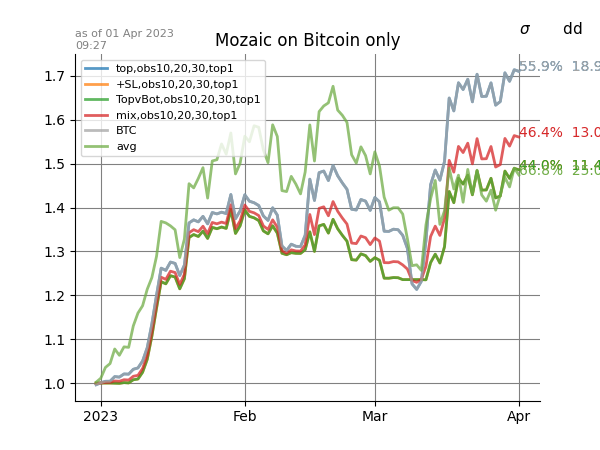 as of 01 Apr 2023
09:27
Mozaic on Bitcoin only
σ dd
top,obs10,20,30,top1
+SL,obs10,20,30,top1
TopvBot,obs10,20,30,top1
mix,obs10,20,30,top1
BTC
avg
55.9% 18.9
46.4% 13.0
44.0% 11.4
1.7
1.6
1.5
1.4
1.3
1.2
1.1
1.0
2023 Feb Mar Apr